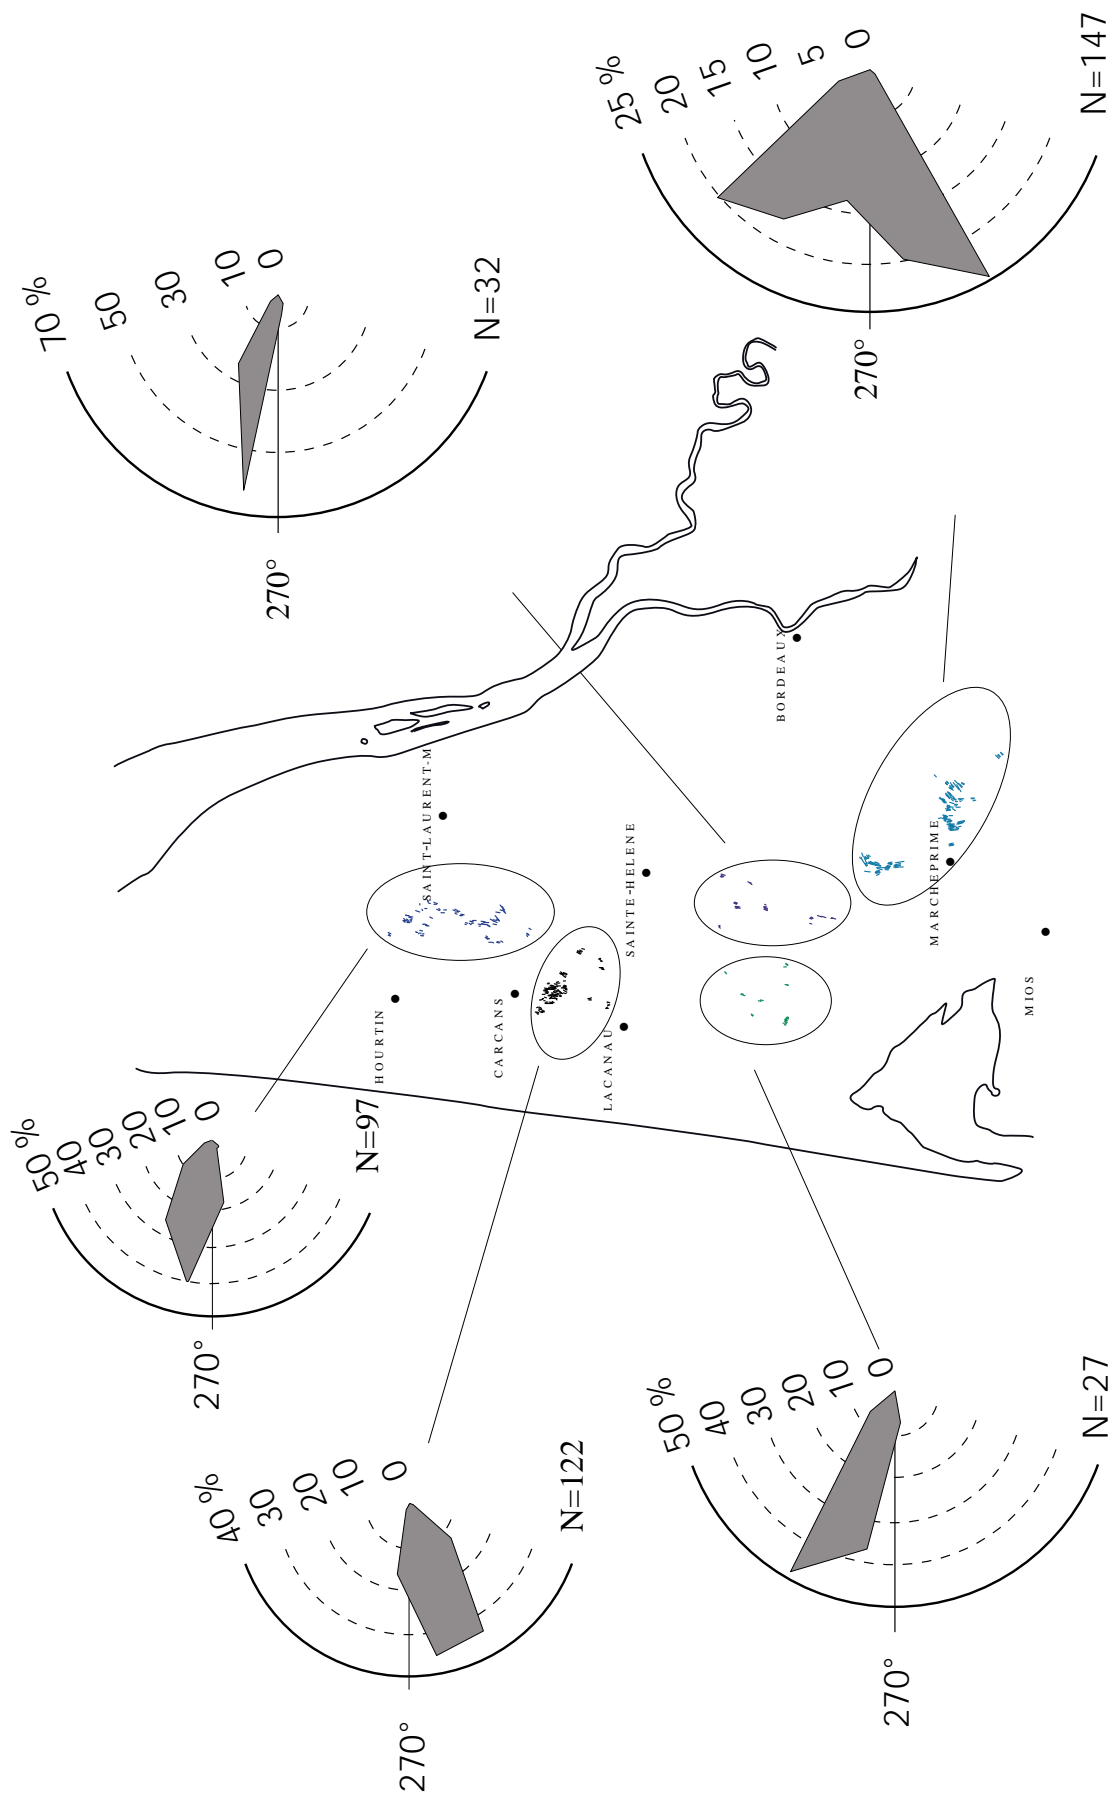 70 %
50
30
10
0
270°
N=32
25 %
20
15
10
5
0
270°
N=147
50 %
40
30
20
10
0
270°
N=97
40 %
30
20
10
0
270°
N=122
50 %
40
30
20
10
0
270°
N=27
SAINT-LAURENT-M
HOURTIN
CARCANS
SAINTE-HELENE
LACANAU
BORDEAUX
MARCHEPRIME
MIOS